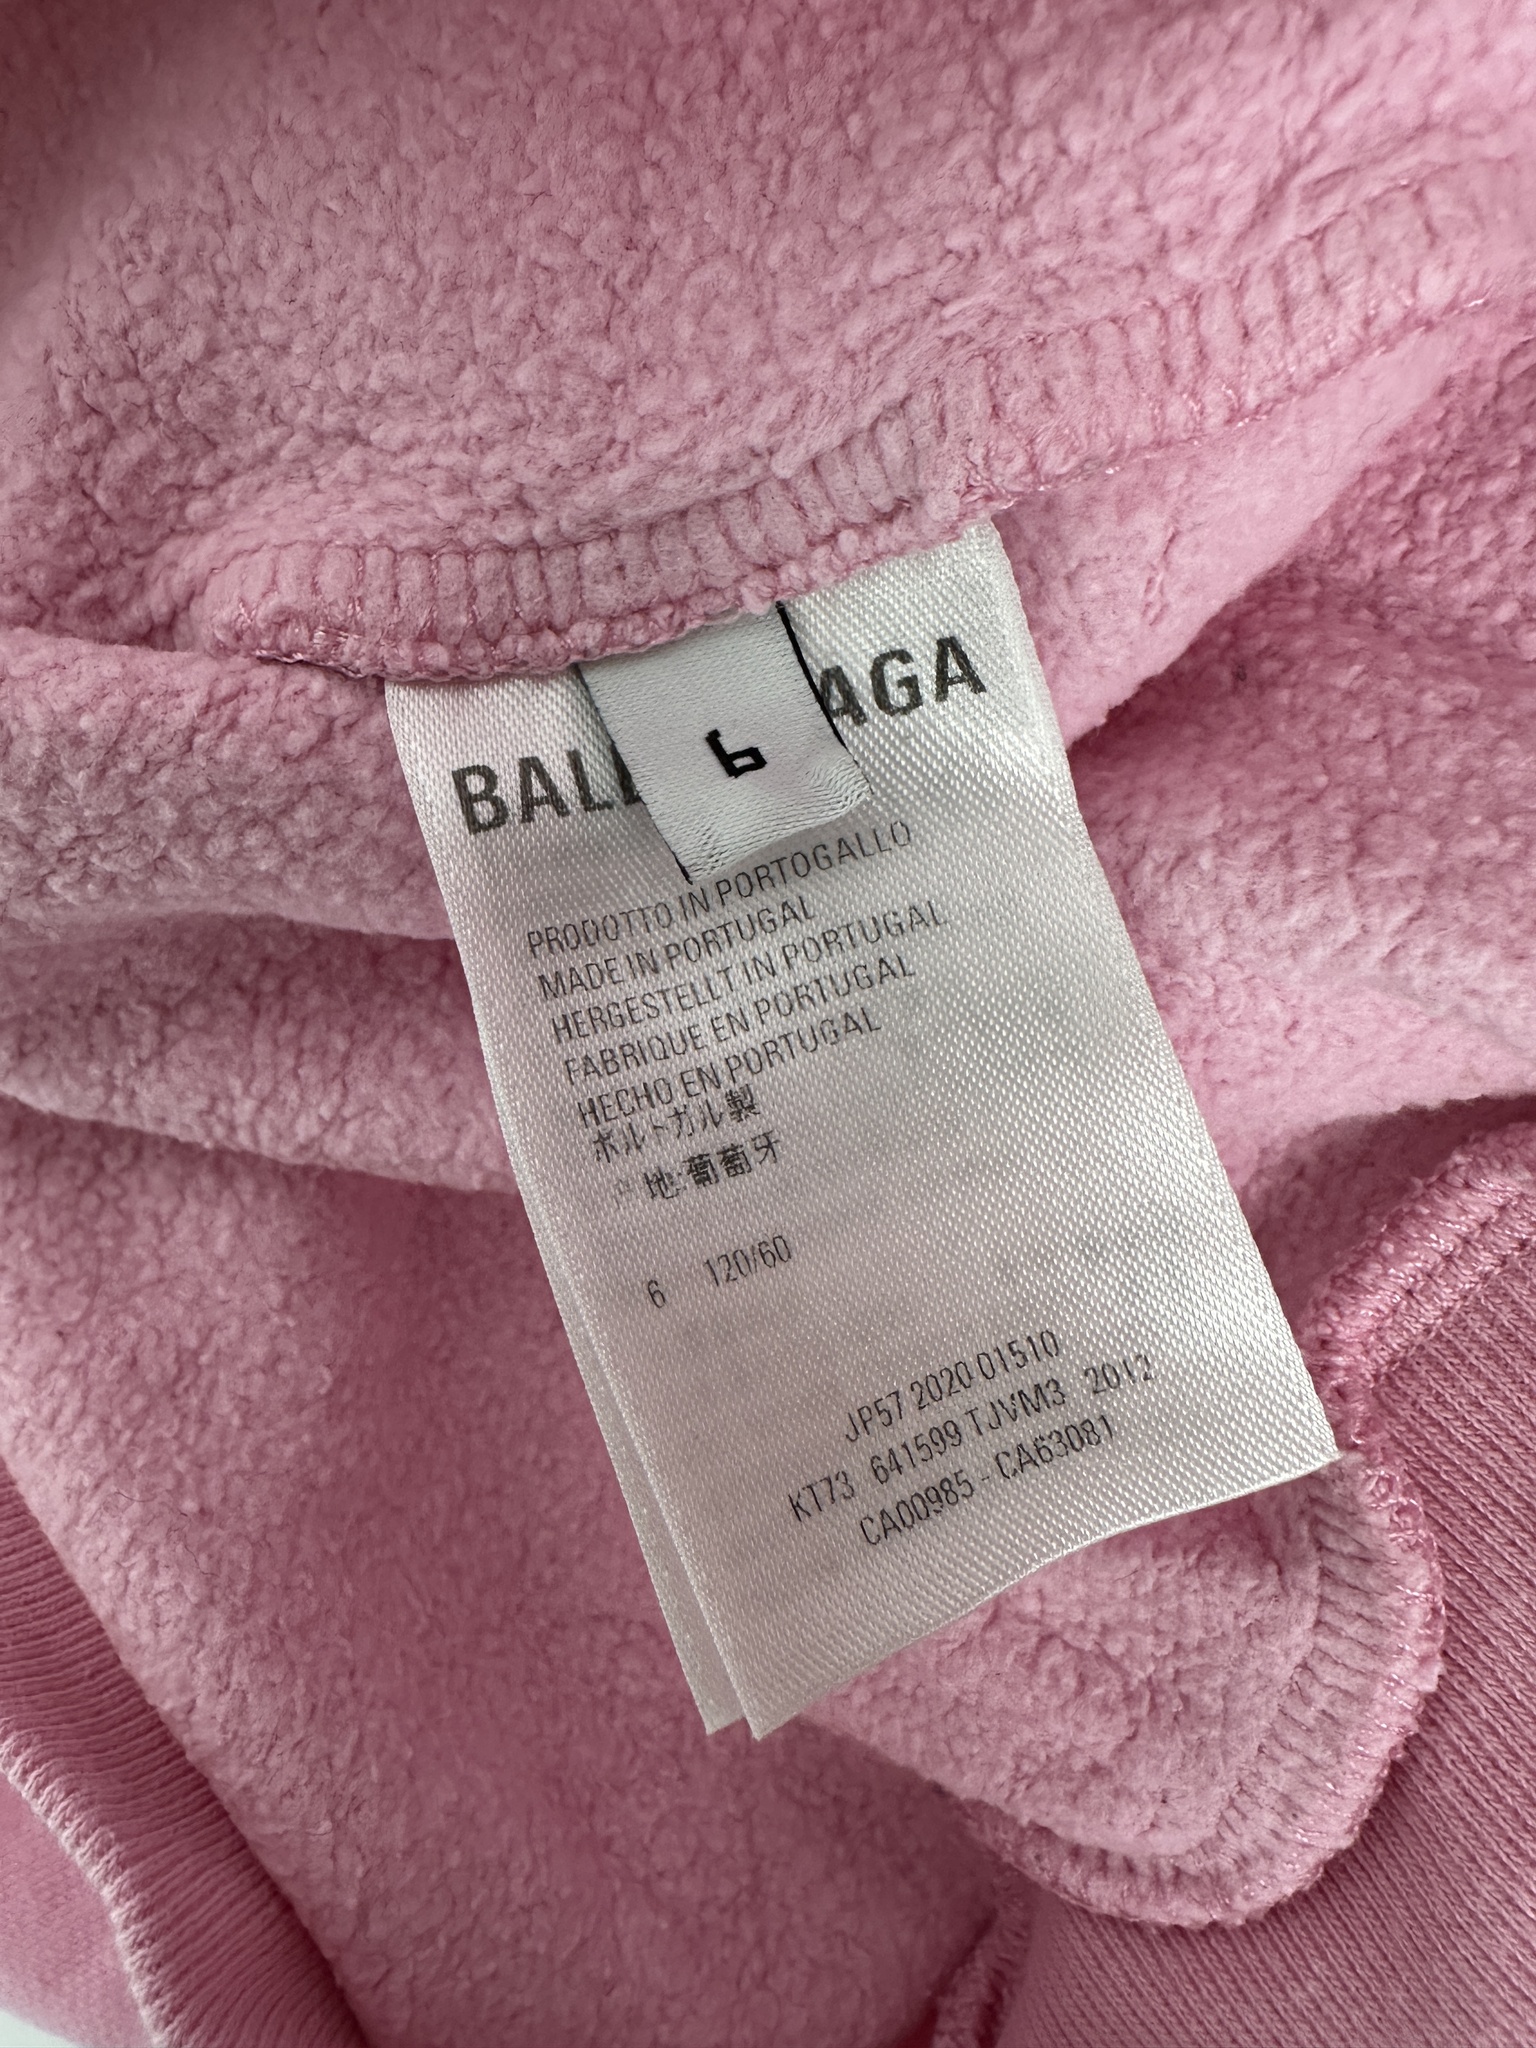 BAL AGA
6
PRODOTTO IN PORTOGALLO
MADE IN PORTUGAL
HERGESTELLT IN PORTUGAL
FABRIQUE EN PORTUGAL
HECHO EN PORTUGAL
ポルトガル製
地:葡萄牙
6 120/60
JP57 2020 01510
KT73 641599 TJVM3 2012
CA00985 - CA63081